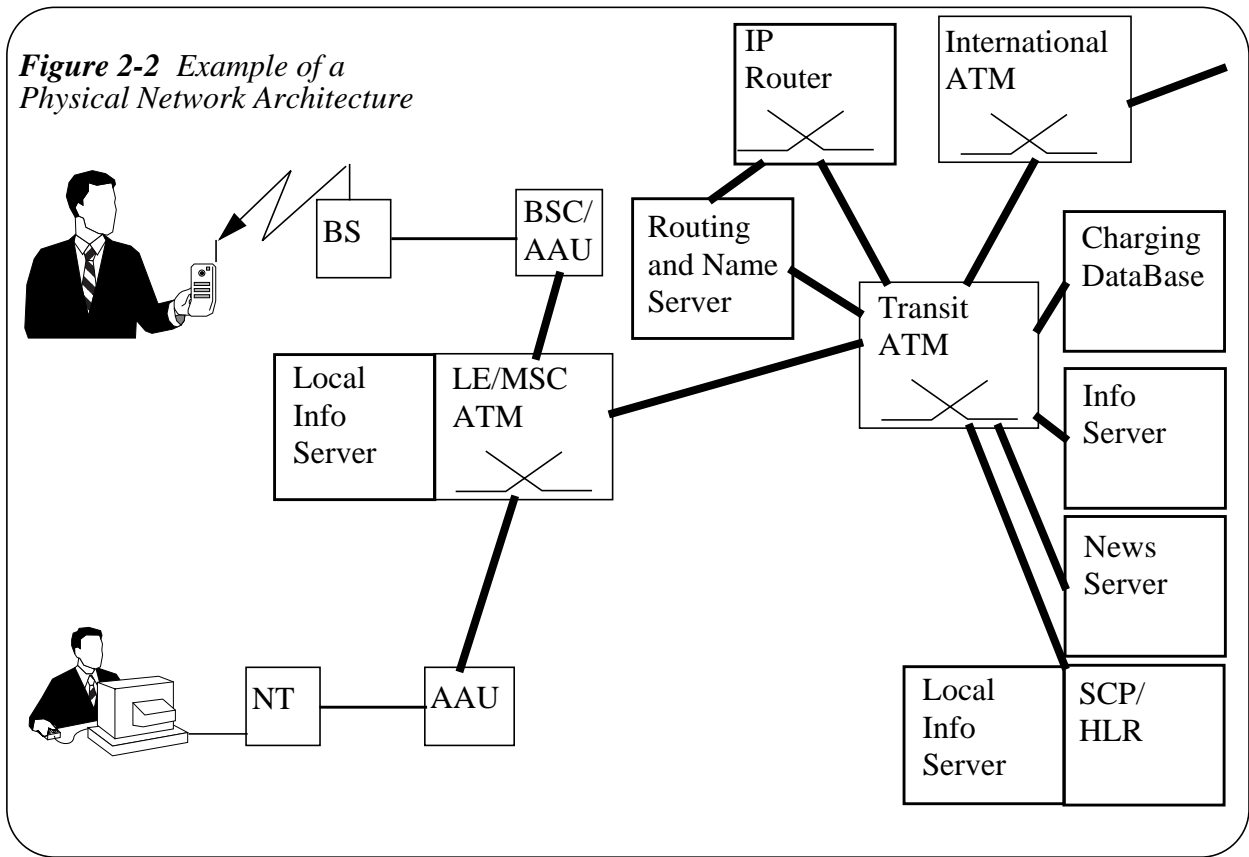 Figure 2-2 Example of a
Physical Network Architecture
IP
Router
International
ATM
BS
BSC/
AAU
Routing
and Name
Server
Charging
DataBase
Transit
ATM
Local
Info
Server
LE/MSC
ATM
Info
Server
News
Server
NT
AAU
Local
Info
Server
SCP/
HLR